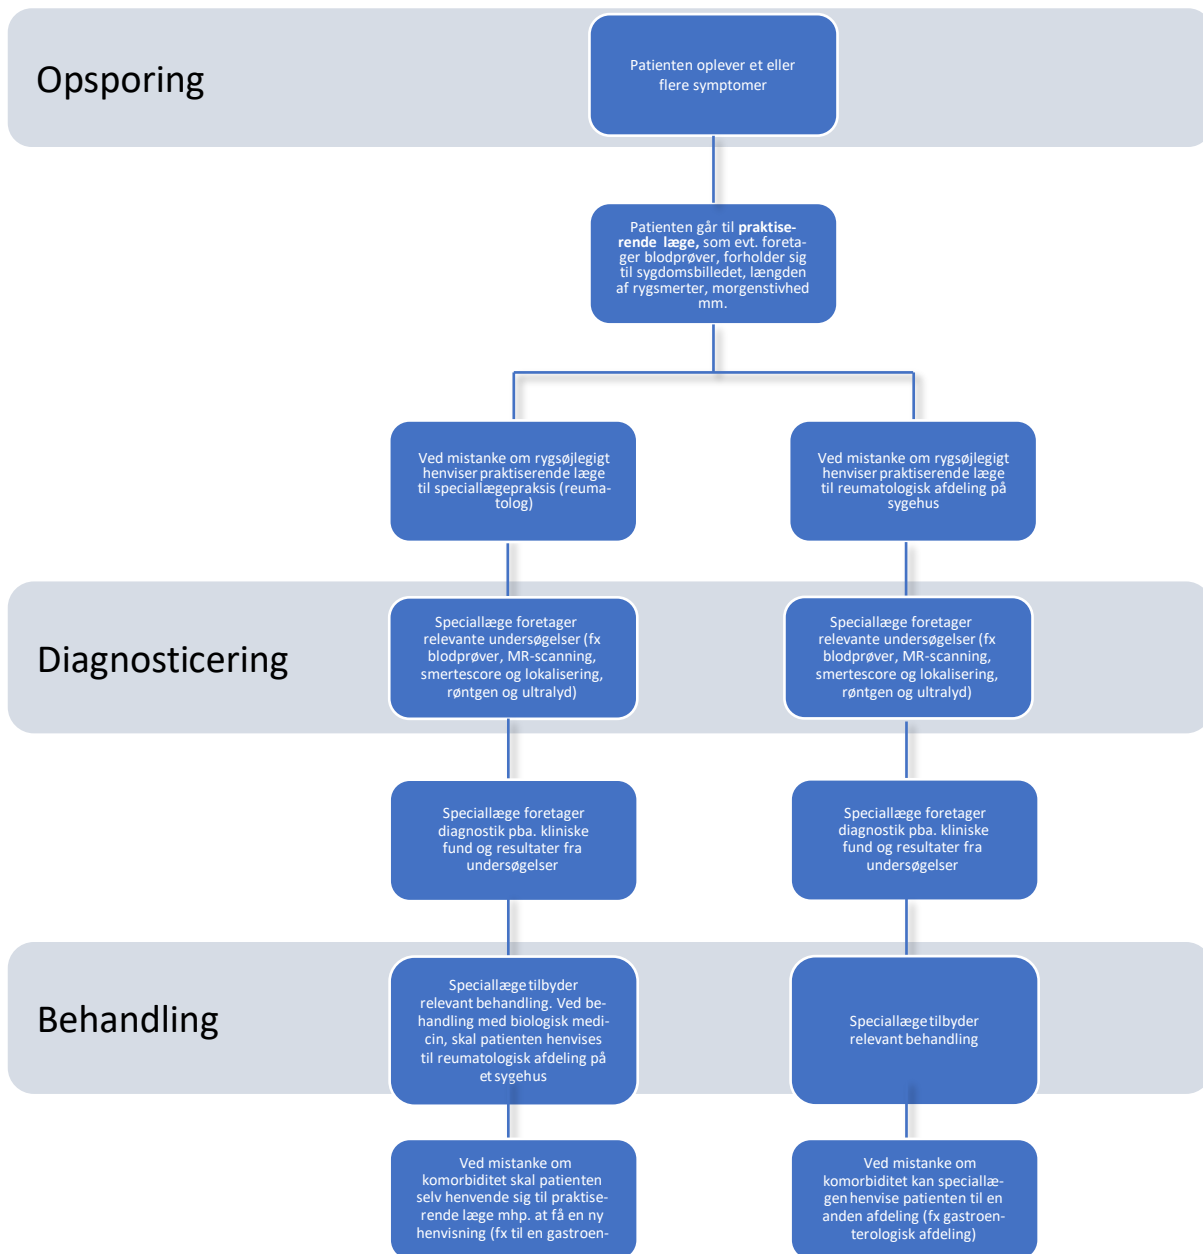 Opsporing
Patienten oplever et eller
flere symptomer
Patienten går til praktise-
rende læge, som evt. foreta-
ger blodprøver, forholder sig
til sygdomsbilledet, længden
af rygsmerter, morgenstivhed
mm.
Ved mistanke om rygsøjlegigt
henviser praktiserende læge
til speciallægepraksis (reuma-
tolog)
Ved mistanke om rygsøjlegigt
henviser praktiserende læge
til reumatologisk afdeling på
sygehus
Diagnosticering
Speciallæge foretager
relevante undersøgelser (fx
blodprøver, MR-scanning,
smertescore og lokalisering,
røntgen og ultralyd)
Speciallæge foretager
relevante undersøgelser (fx
blodprøver, MR-scanning,
smertescore og lokalisering,
røntgen og ultralyd)
Speciallæge foretager
diagnostik pba. kliniske
fund og resultater fra
undersøgelser
Speciallæge foretager
diagnostik pba. kliniske
fund og resultater fra
undersøgelser
Behandling
Speciallæge tilbyder
relevant behandling. Ved be-
handling med biologisk medi-
cin, skal patienten henvises
til reumatologisk afdeling på
et sygehus
Speciallæge tilbyder
relevant behandling
Ved mistanke om
komorbiditet skal patienten
selv henvende sig til praktise-
rende læge mhp. at få en ny
henvisning (fx til en gastroen-
Ved mistanke om
komorbiditet kan speciallæ-
gen henvise patienten til en
anden afdeling (fx gastroen-
terologisk afdeling)